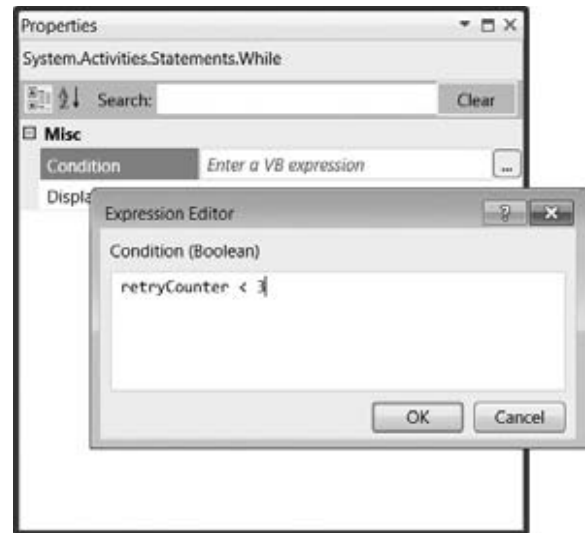 Properties
System.Activities.Statements.While
Search:
Clear
Misc
Condition
Enter a VB expression
...
Displa
Expression Editor
?
Condition (Boolean)
retryCounter < 3
OK
Cancel